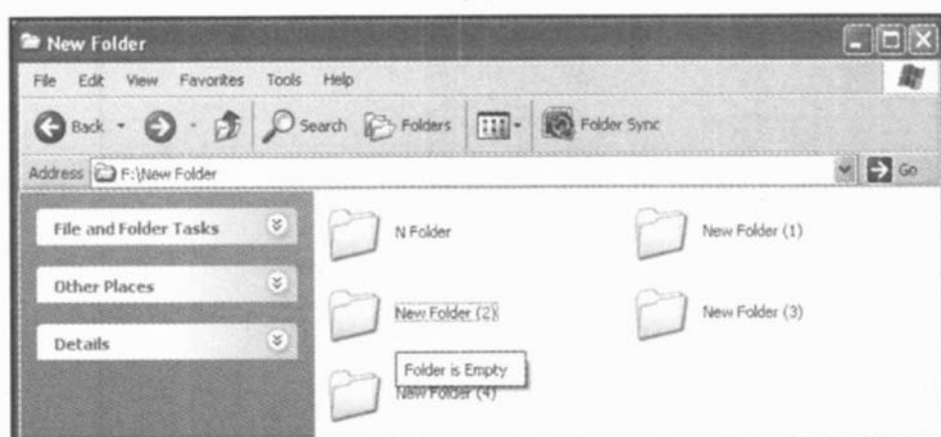 New Folder
File Edit View Favorites Tools Help
Back Search Folders Folder Sync
Address F:\New Folder Go
File and Folder Tasks
Other Places
Details
N Folder New Folder (1)
New Folder (2) New Folder (3)
Folder is Empty
New Folder (4)